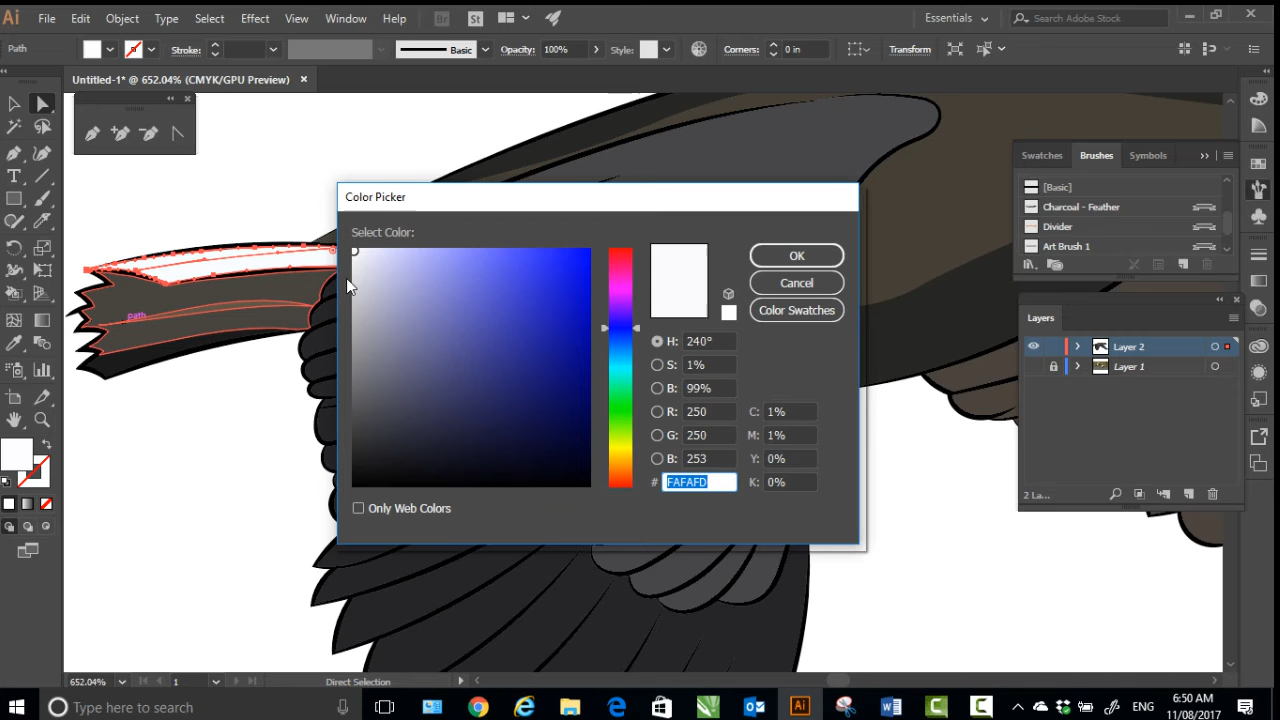 Ai File Edit Object Type Select Effect View Window Help Br St Essentials Search Adobe Stock
Path Stroke: Basic Opacity: 100% Style: Corners: 0 in Transform
Untitled-1* @ 652.04% (CMYK/GPU Preview)
Swatches Brushes Symbols
[Basic]
Charcoal - Feather
Divider
Art Brush 1
Color Picker
Select Color:
OK
Cancel
Color Swatches
H: 240°
S: 1%
B: 99%
R: 250 C: 1%
G: 250 M: 1%
B: 253 Y: 0%
# FAFAFD K: 0%
Only Web Colors
path
Layers
Layer 2
Layer 1
2 La...
652.04% 1 Direct Selection
Type here to search
ENG
6:50 AM
11/08/2017